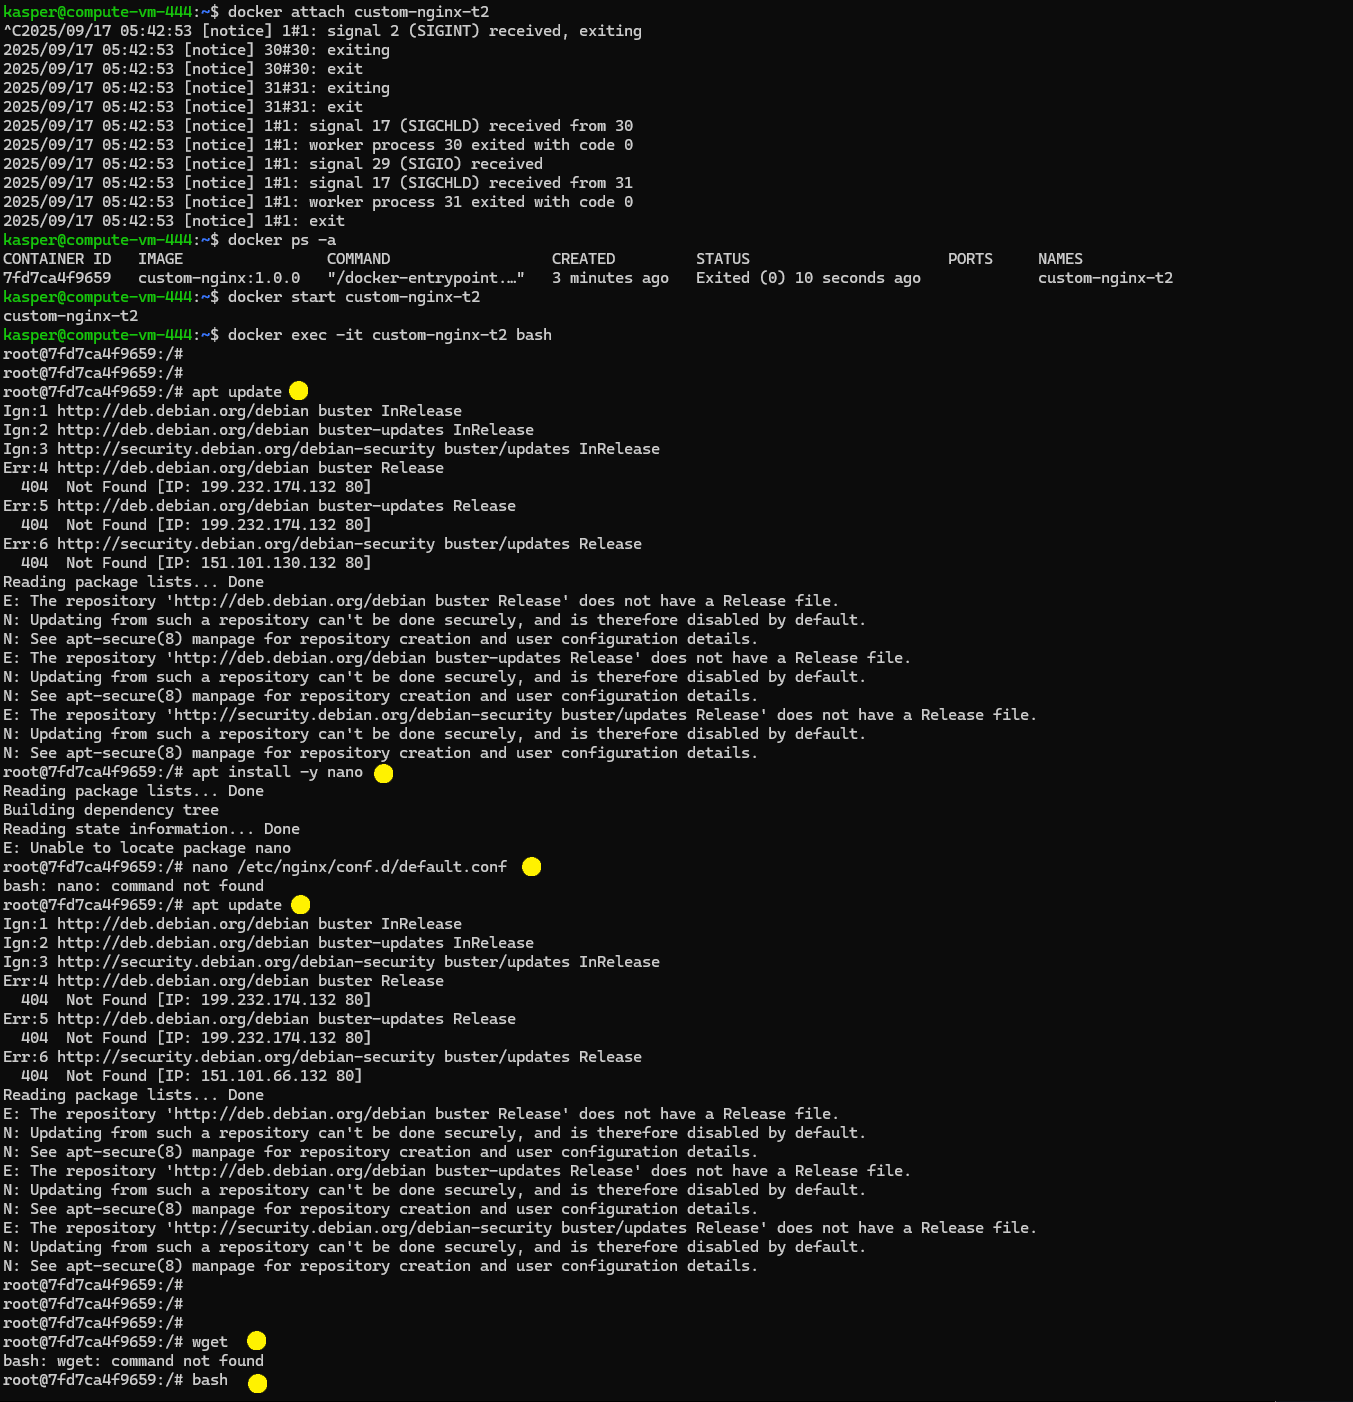 kasper@compute-vm-444:~$ docker attach custom-nginx-t2
^C2025/09/17 05:42:53 [notice] 1#1: signal 2 (SIGINT) received, exiting
2025/09/17 05:42:53 [notice] 30#30: exiting
2025/09/17 05:42:53 [notice] 30#30: exit
2025/09/17 05:42:53 [notice] 31#31: exiting
2025/09/17 05:42:53 [notice] 31#31: exit
2025/09/17 05:42:53 [notice] 1#1: signal 17 (SIGCHLD) received from 30
2025/09/17 05:42:53 [notice] 1#1: worker process 30 exited with code 0
2025/09/17 05:42:53 [notice] 1#1: signal 29 (SIGIO) received
2025/09/17 05:42:53 [notice] 1#1: signal 17 (SIGCHLD) received from 31
2025/09/17 05:42:53 [notice] 1#1: worker process 31 exited with code 0
2025/09/17 05:42:53 [notice] 1#1: exit
kasper@compute-vm-444:~$ docker ps -a
CONTAINER ID   IMAGE                COMMAND                  CREATED         STATUS                      PORTS     NAMES
7fd7ca4f9659   custom-nginx:1.0.0   "/docker-entrypoint.…"   3 minutes ago   Exited (0) 10 seconds ago             custom-nginx-t2
kasper@compute-vm-444:~$ docker start custom-nginx-t2
custom-nginx-t2
kasper@compute-vm-444:~$ docker exec -it custom-nginx-t2 bash
root@7fd7ca4f9659:/#
root@7fd7ca4f9659:/#
root@7fd7ca4f9659:/# apt update
Ign:1 http://deb.debian.org/debian buster InRelease
Ign:2 http://deb.debian.org/debian buster-updates InRelease
Ign:3 http://security.debian.org/debian-security buster/updates InRelease
Err:4 http://deb.debian.org/debian buster Release
  404  Not Found [IP: 199.232.174.132 80]
Err:5 http://deb.debian.org/debian buster-updates Release
  404  Not Found [IP: 199.232.174.132 80]
Err:6 http://security.debian.org/debian-security buster/updates Release
  404  Not Found [IP: 151.101.130.132 80]
Reading package lists... Done
E: The repository 'http://deb.debian.org/debian buster Release' does not have a Release file.
N: Updating from such a repository can't be done securely, and is therefore disabled by default.
N: See apt-secure(8) manpage for repository creation and user configuration details.
E: The repository 'http://deb.debian.org/debian buster-updates Release' does not have a Release file.
N: Updating from such a repository can't be done securely, and is therefore disabled by default.
N: See apt-secure(8) manpage for repository creation and user configuration details.
E: The repository 'http://security.debian.org/debian-security buster/updates Release' does not have a Release file.
N: Updating from such a repository can't be done securely, and is therefore disabled by default.
N: See apt-secure(8) manpage for repository creation and user configuration details.
root@7fd7ca4f9659:/# apt install -y nano
Reading package lists... Done
Building dependency tree
Reading state information... Done
E: Unable to locate package nano
root@7fd7ca4f9659:/# nano /etc/nginx/conf.d/default.conf
bash: nano: command not found
root@7fd7ca4f9659:/# apt update
Ign:1 http://deb.debian.org/debian buster InRelease
Ign:2 http://deb.debian.org/debian buster-updates InRelease
Ign:3 http://security.debian.org/debian-security buster/updates InRelease
Err:4 http://deb.debian.org/debian buster Release
  404  Not Found [IP: 199.232.174.132 80]
Err:5 http://deb.debian.org/debian buster-updates Release
  404  Not Found [IP: 199.232.174.132 80]
Err:6 http://security.debian.org/debian-security buster/updates Release
  404  Not Found [IP: 151.101.66.132 80]
Reading package lists... Done
E: The repository 'http://deb.debian.org/debian buster Release' does not have a Release file.
N: Updating from such a repository can't be done securely, and is therefore disabled by default.
N: See apt-secure(8) manpage for repository creation and user configuration details.
E: The repository 'http://deb.debian.org/debian buster-updates Release' does not have a Release file.
N: Updating from such a repository can't be done securely, and is therefore disabled by default.
N: See apt-secure(8) manpage for repository creation and user configuration details.
E: The repository 'http://security.debian.org/debian-security buster/updates Release' does not have a Release file.
N: Updating from such a repository can't be done securely, and is therefore disabled by default.
N: See apt-secure(8) manpage for repository creation and user configuration details.
root@7fd7ca4f9659:/#
root@7fd7ca4f9659:/#
root@7fd7ca4f9659:/#
root@7fd7ca4f9659:/# wget
bash: wget: command not found
root@7fd7ca4f9659:/# bash